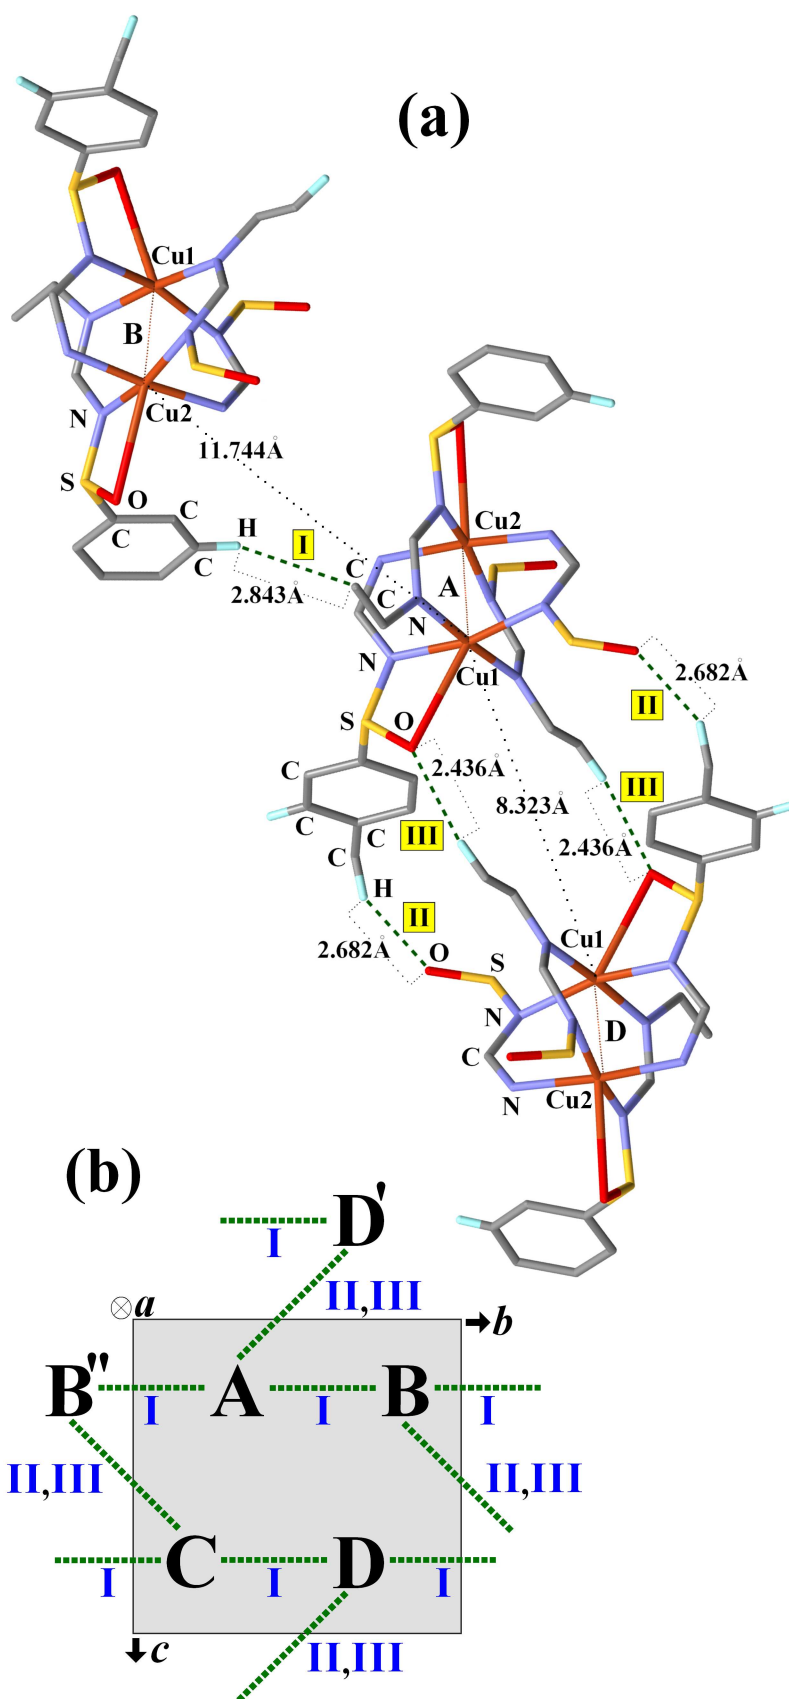 (a)
Cu1
B
Cu2
N
11.744Å
S
O
C
H
C
C
I
Cu2
C
A
2.843Å
C
N
N
Cu1
2.682Å
II
S
O
2.436Å
III
C
8.323Å
C
C
III
2.436Å
C
H
II
Cu1
2.682Å
O
S
N
D
C
Cu2
N
(b)
D'
I
II,III
a
b
B''
A
B
I
I
I
II,III
II,III
C
D
I
I
I
c
II,III